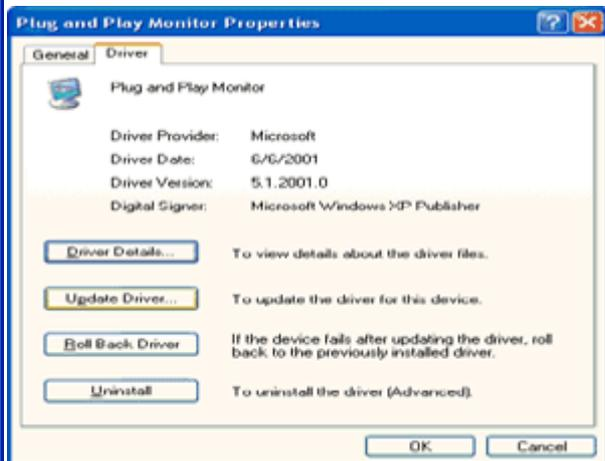 Plug and Play Monitor Properties
General Driver
Plug and Play Monitor
Driver Provider: Microsoft
Driver Date: 6/6/2001
Driver Version: 5.1.2001.0
Digital Signer: Microsoft Windows XP Publisher
Driver Details... To view details about the driver files.
Update Driver... To update the driver for this device.
Roll Back Driver If the device fails after updating the driver, roll
back to the previously installed driver.
Uninstall To uninstall the driver (Advanced).
OK Cancel